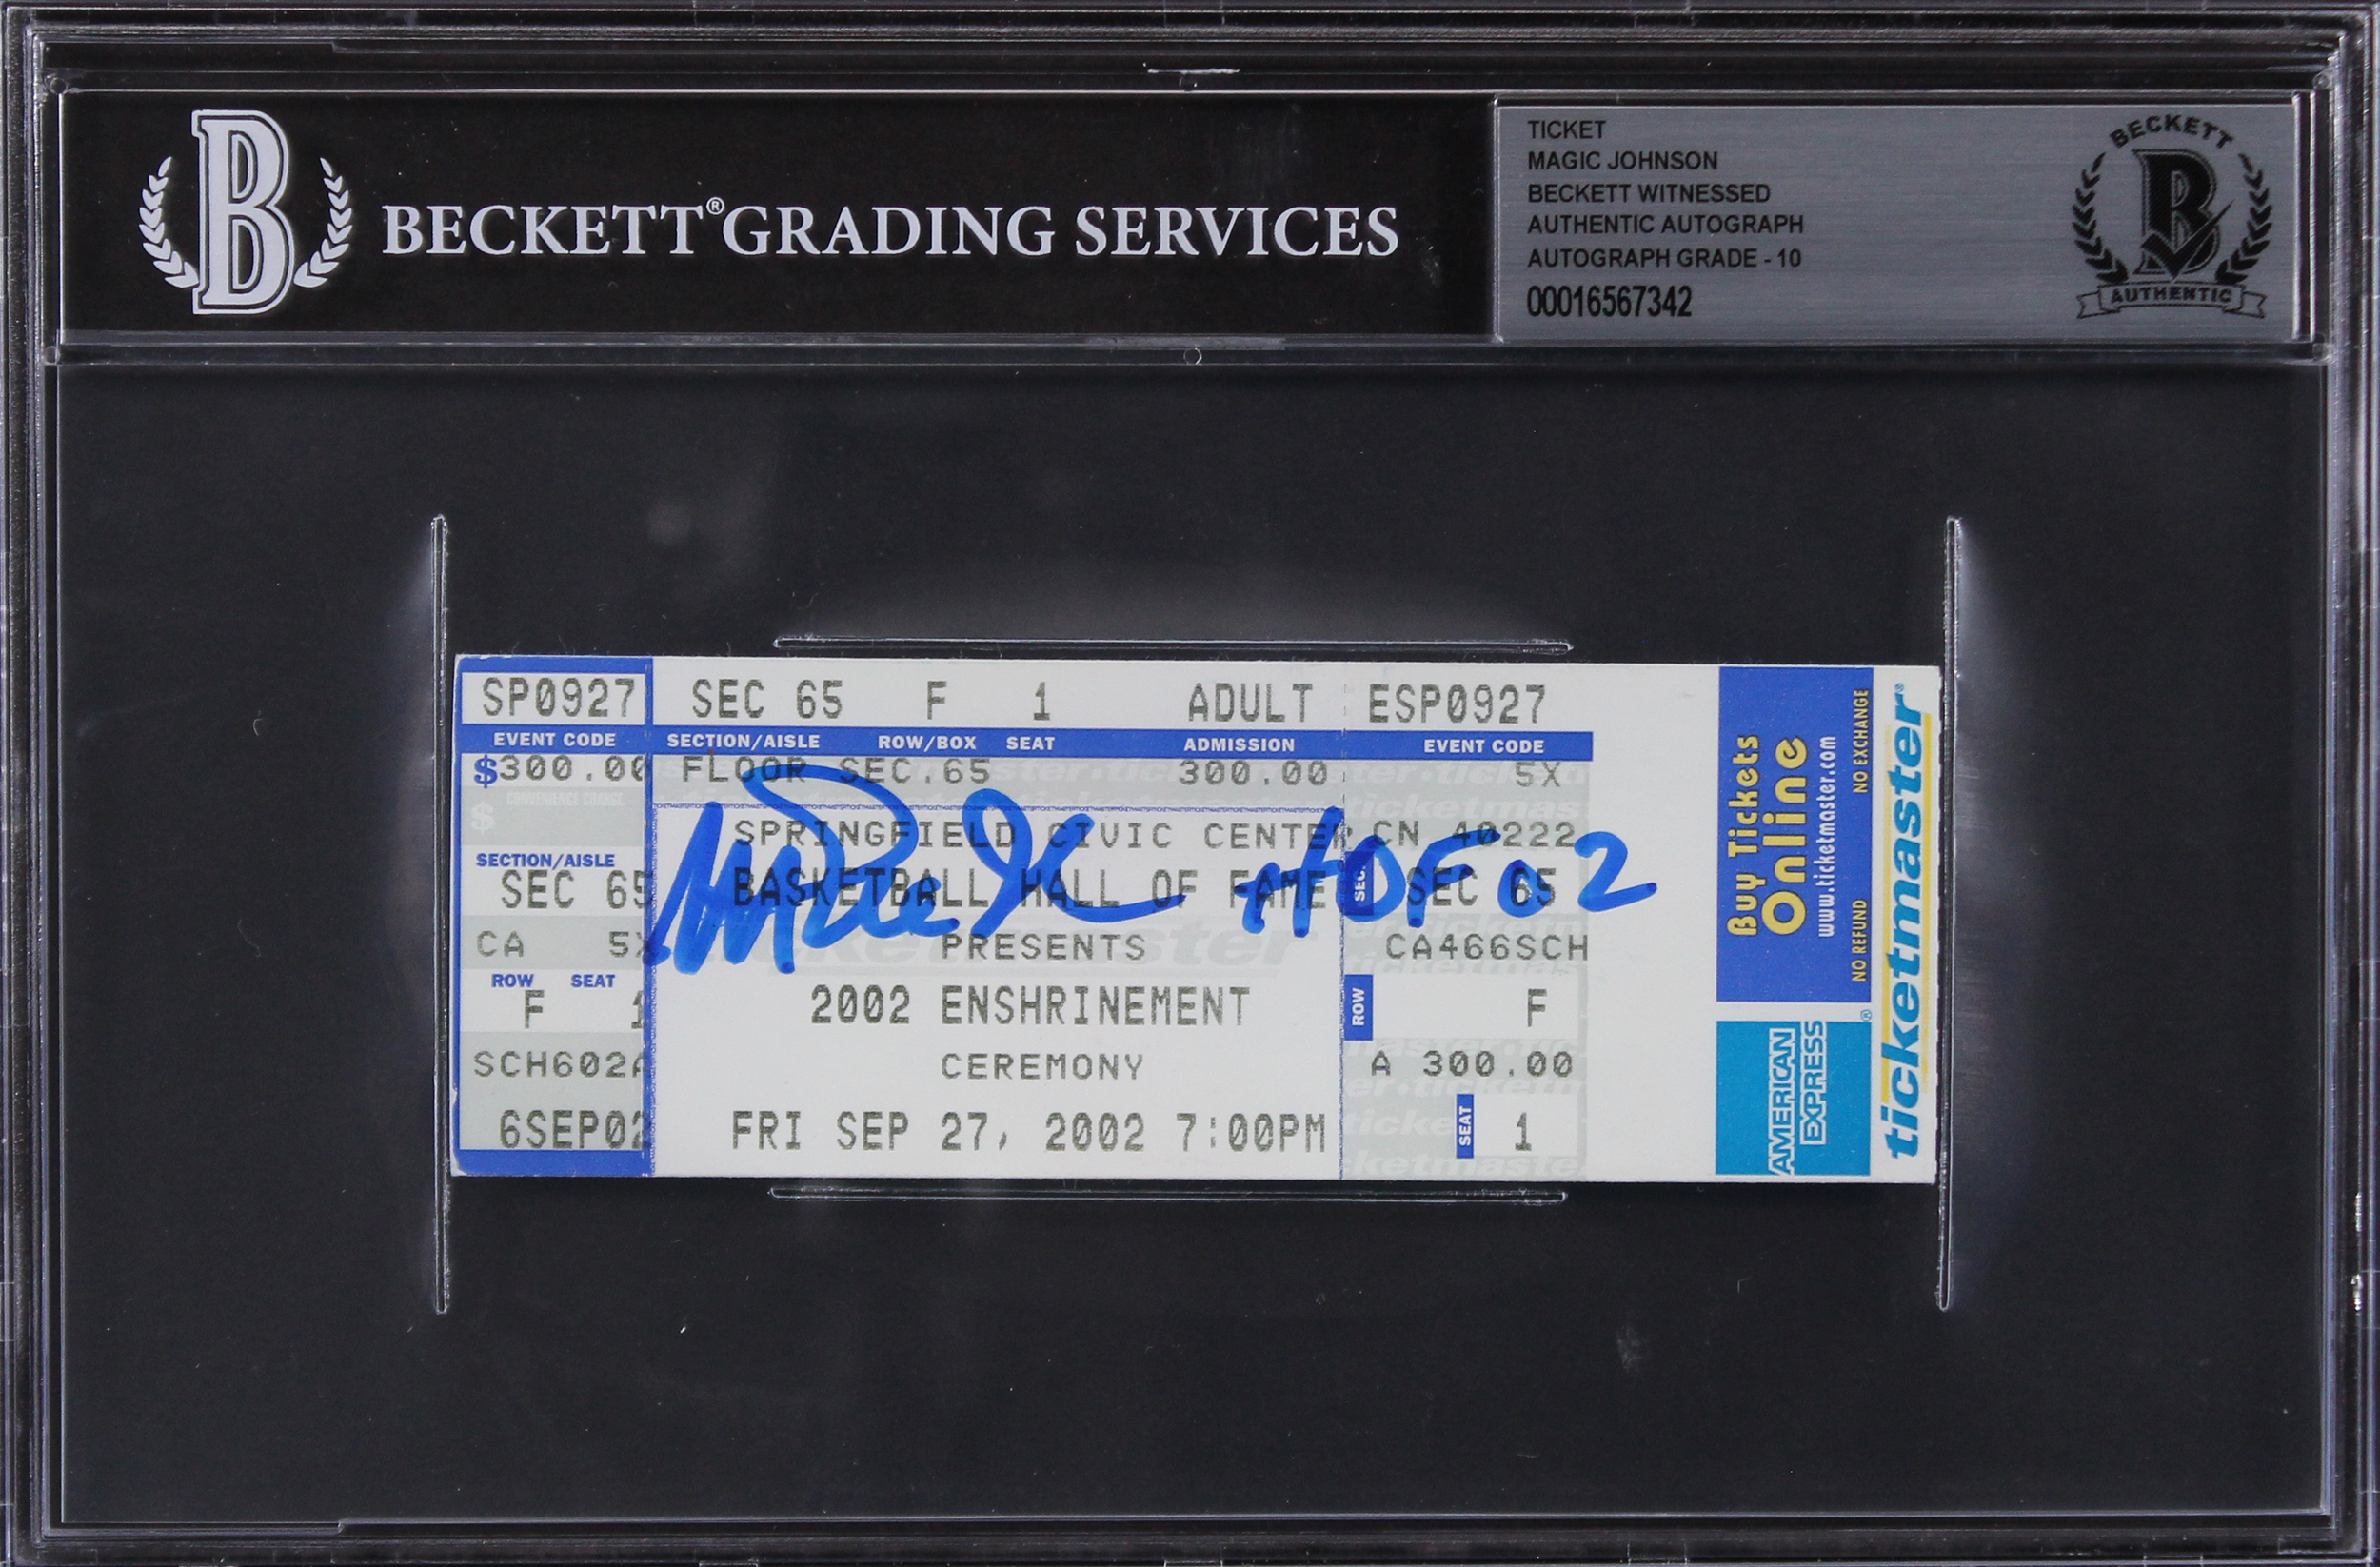 B BECKETT® GRADING SERVICES
TICKET
MAGIC JOHNSON
BECKETT WITNESSED
AUTHENTIC AUTOGRAPH
AUTOGRAPH GRADE - 10
00016567342
BECKETT
B
AUTHENTIC
SP0927
EVENT CODE
$300.00
CONVENIENCE CHARGE
$
SECTION/AISLE
SEC 65
CA 5X
ROW SEAT
F 1
SCH602A
6SEP02
SEC 65 F 1 ADULT
SECTION/AISLE ROW/BOX SEAT ADMISSION
FLOOR SEC.65 300.00
SPRINGFIELD CIVIC CENTER
BASKETBALL HALL OF FAME
PRESENTS
2002 ENSHRINEMENT
CEREMONY
FRI SEP 27, 2002 7:00PM
HOF 02
ESP0927
EVENT CODE
5X
CN 40222
SEC. SEC 65
CA466SCH
ROW F
A 300.00
SEAT 1
Buy Tickets
Online
www.ticketmaster.com
NO REFUND NO EXCHANGE
AMERICAN
EXPRESS
®
ticketmaster®